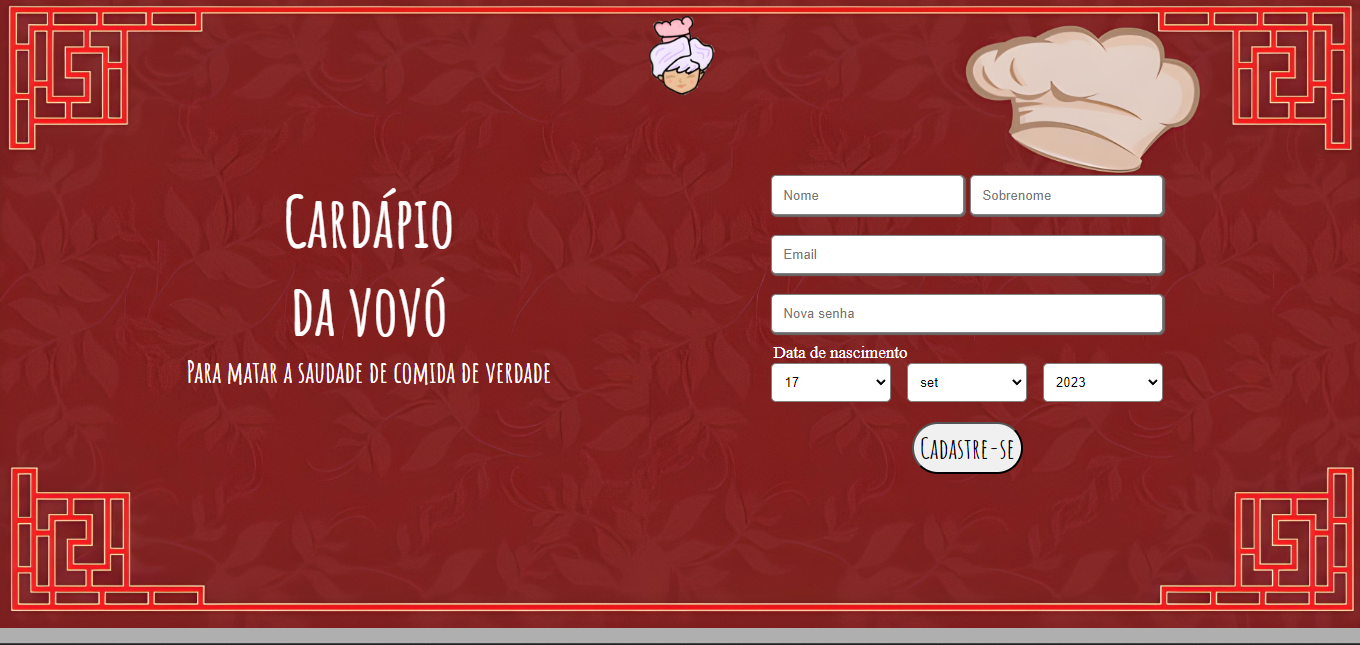 Cardápio
da vovó
Para matar a saudade de comida de verdade
Nome
Sobrenome
Email
Nova senha
Data de nascimento
17
set
2023
Cadastre-se